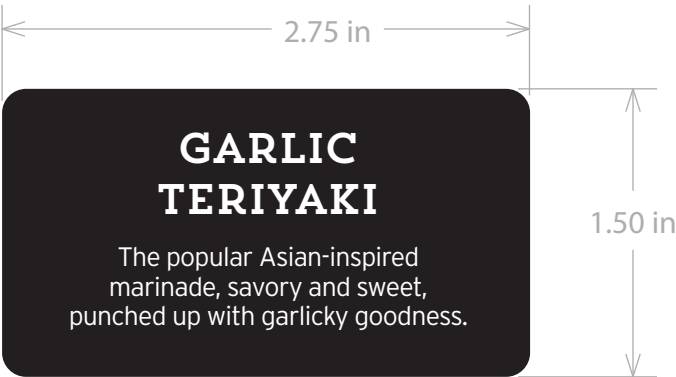 2.75 in
GARLIC
TERIYAKI
1.50 in
The popular Asian-inspired
marinade, savory and sweet,
punched up with garlicky goodness.